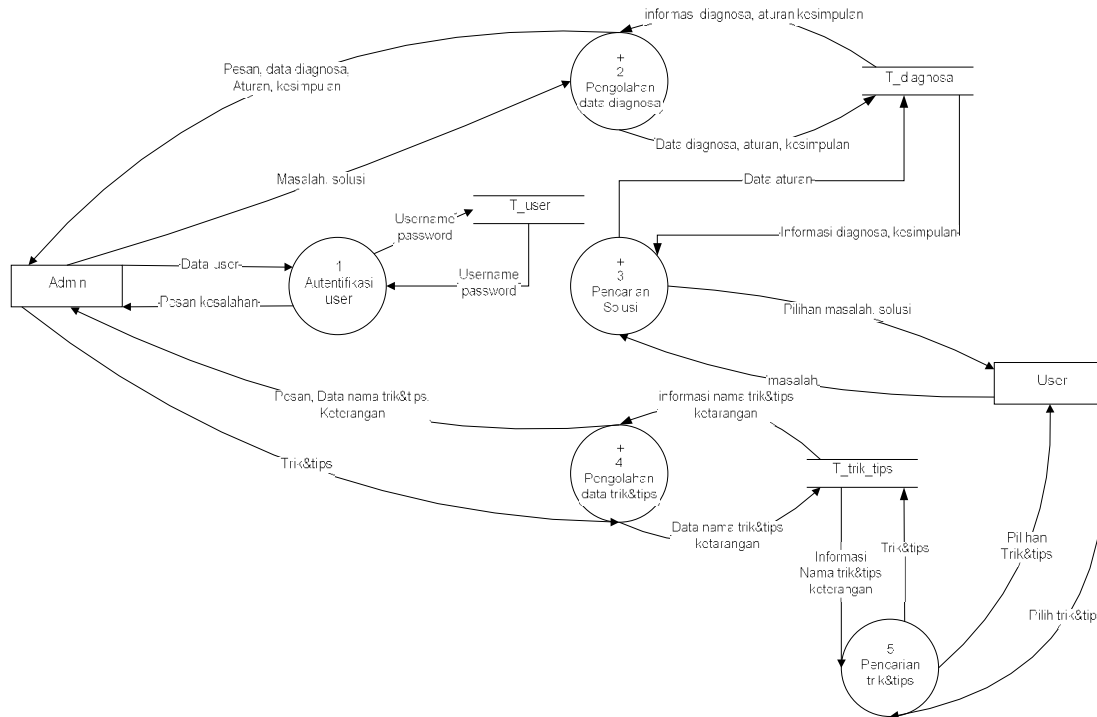 informasi diagnosa, aturan kesimpulan
Pesan, data diagnosa,
Aturan, kesimpulan
+
2
Pengolahan
data diagnosa
T_diagnosa
Data diagnosa, aturan, kesimpulan
Masalah, solusi
Data aturan
T_user
Username
password
Informasi diagnosa, kesimpulan
Admin
Data user
1
Autentifikasi
user
Username
password
+
3
Pencarian
Solusi
Pesan kesalahan
Pilihan masalah, solusi
User
masalah
Pesan, Data nama trik&tips,
Keterangan
informasi nama trik&tips
ketarangan
+
4
Pengolahan
data trik&tips
Trik&tips
T_trik_tips
Data nama trik&tips
ketarangan
Informasi
Nama trik&tips
keterangan
Trik&tips
Pilihan
Trik&tips
Pilih trik&tip
5
Pencarian
trik&tips